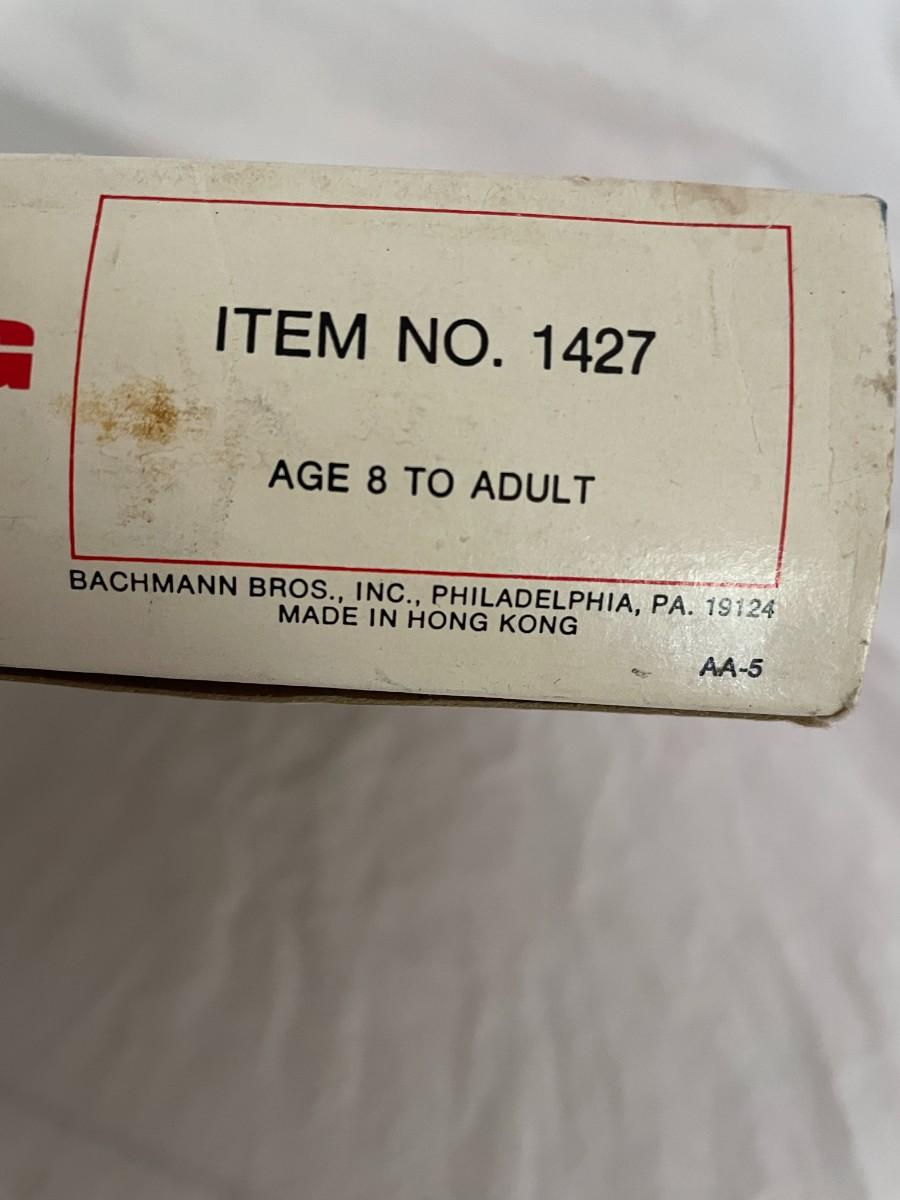 G
ITEM NO. 1427
AGE 8 TO ADULT
BACHMANN BROS., INC., PHILADELPHIA, PA. 19124
MADE IN HONG KONG
AA-5